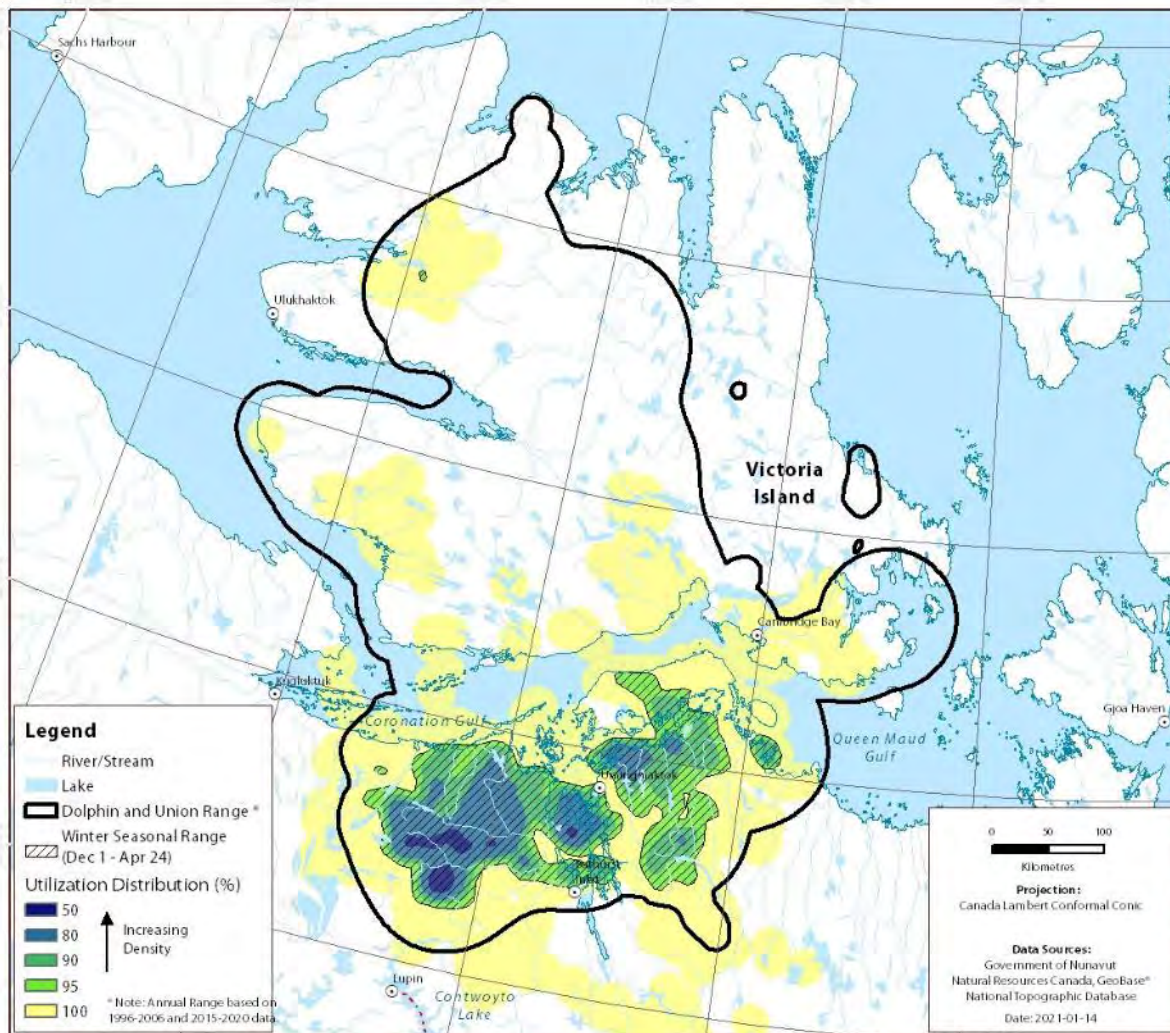 Sachs Harbour
Ulukhaktok
Victoria
Island
Cambridge Bay
Kugluktuk
Coronation Gulf
Gjoa Haven
Queen Maud
Gulf
Umingmaktok
Bathurst
Inlet
Lupin
Contwoyto
Lake
Legend
River/Stream
Lake
Dolphin and Union Range *
Winter Seasonal Range
(Dec 1 - Apr 24)
Utilization Distribution (%)
50
80
90
95
100
Increasing
Density
* Note: Annual Range based on
1996-2006 and 2015-2020 data
0 50 100
Kilometres
Projection:
Canada Lambert Conformal Conic
Data Sources:
Government of Nunavut
Natural Resources Canada, GeoBase®
National Topographic Database
Date: 2021-01-14